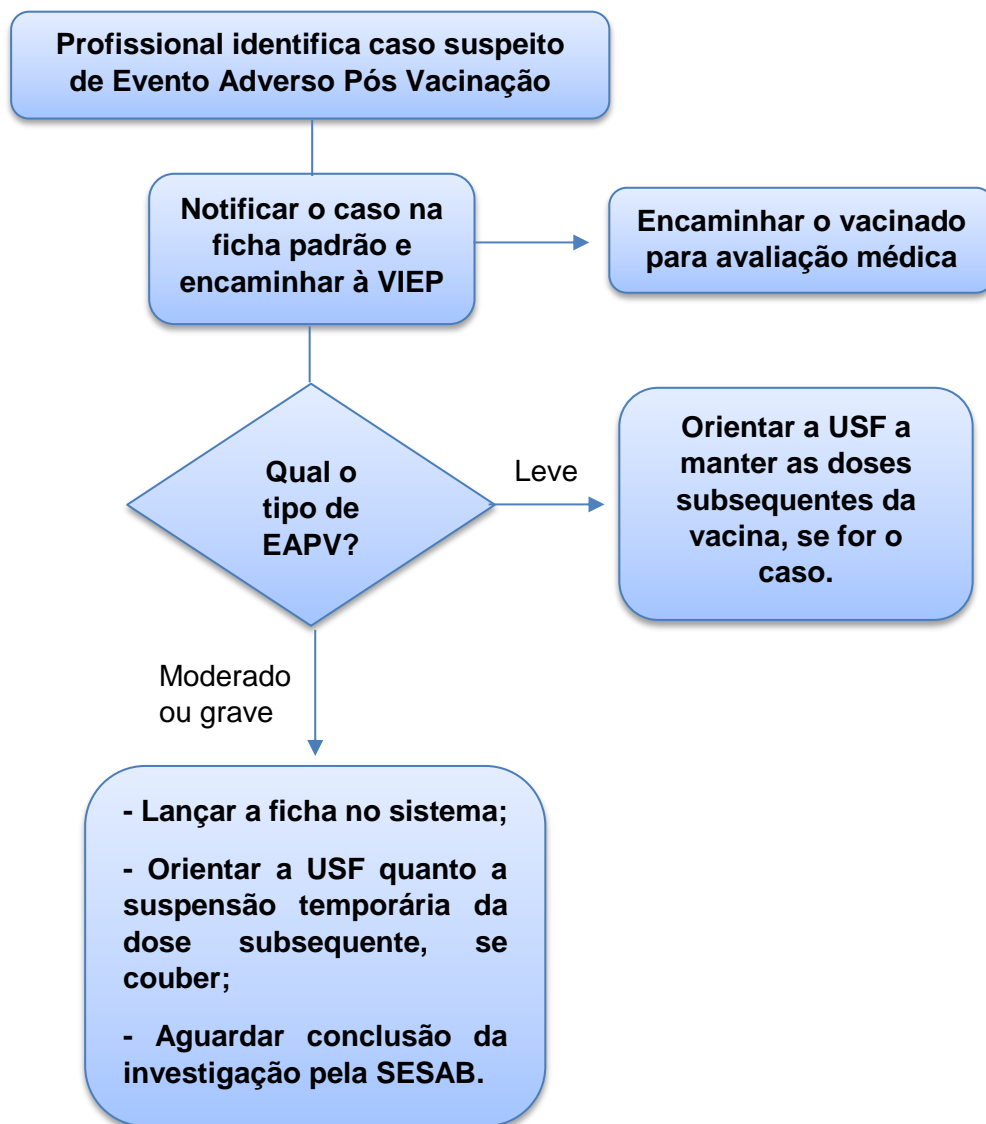 Profissional identifica caso suspeito
de Evento Adverso Pós Vacinação
Notificar o caso na
ficha padrão e
encaminhar à VIEP
Encaminhar o vacinado
para avaliação médica
Qual o
tipo de
EAPV?
Leve
Orientar a USF a
manter as doses
subsequentes da
vacina, se for o
caso.
Moderado
ou grave
- Lançar a ficha no sistema;
- Orientar a USF quanto a
suspensão temporária da
dose subsequente, se
couber;
- Aguardar conclusão da
investigação pela SESAB.